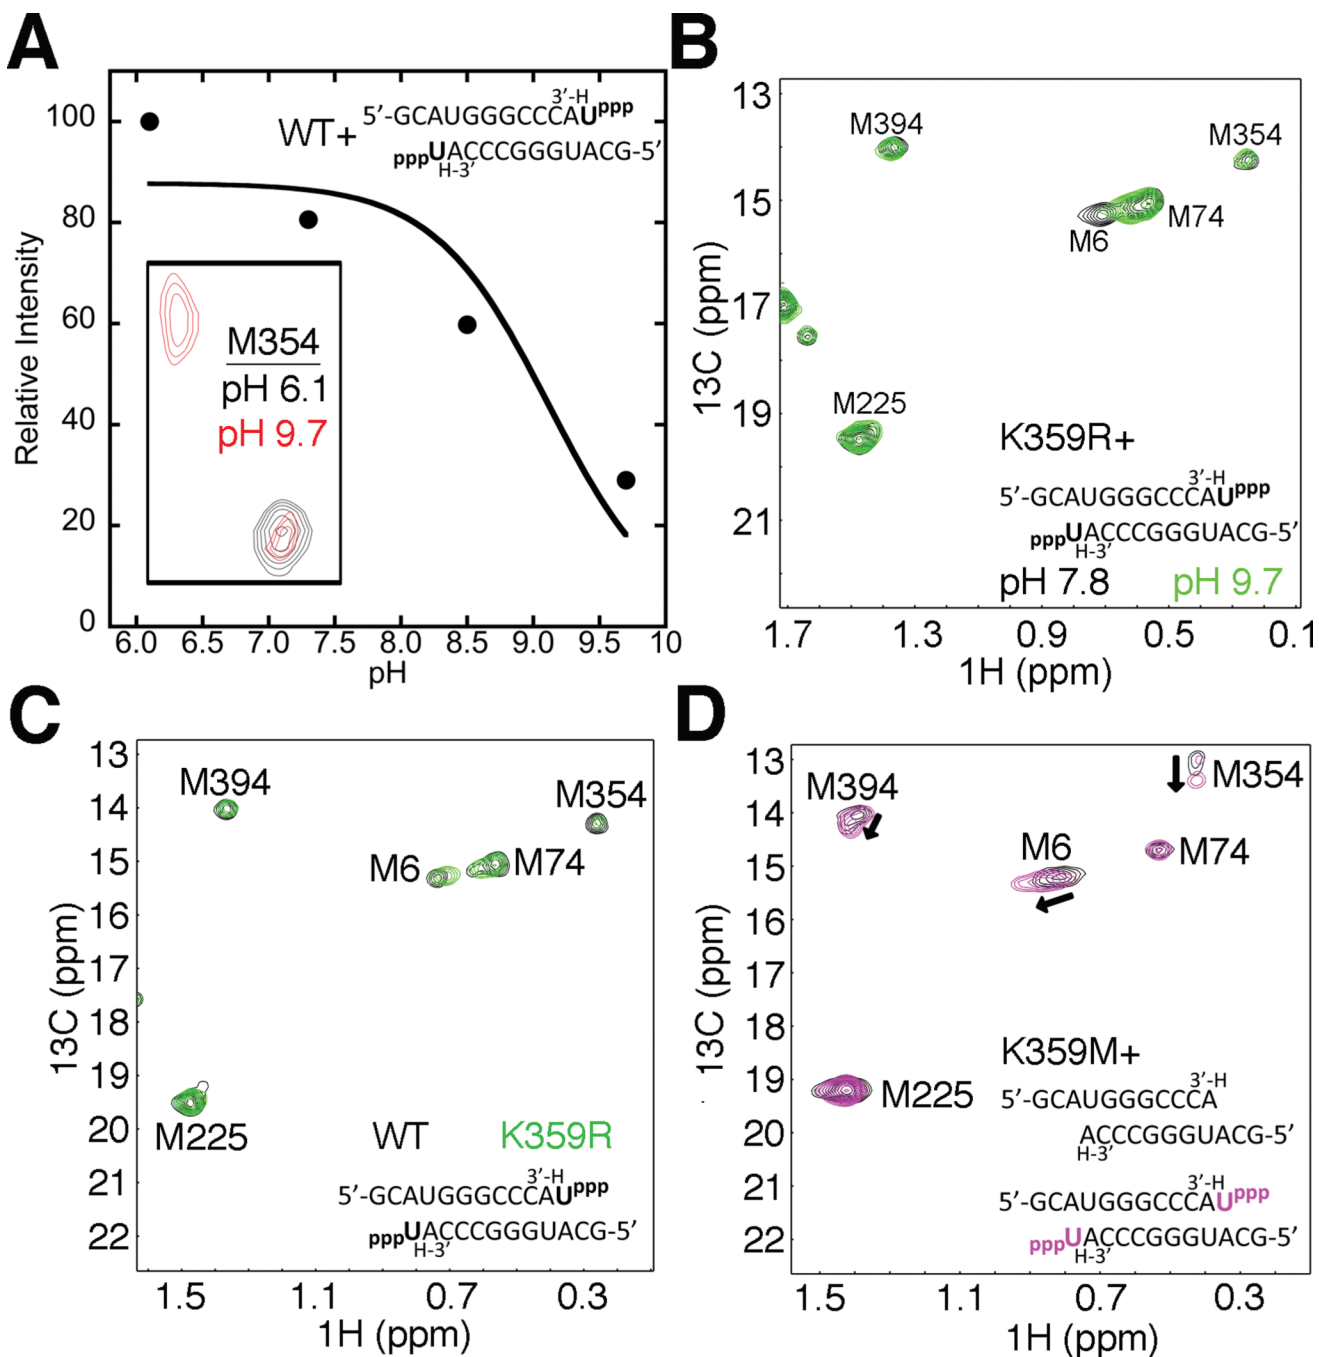 A
Relative Intensity
100
80
60
40
20
0
6.0 6.5 7.0 7.5 8.0 8.5 9.0 9.5 10
pH
WT+
3’-H
5’-GCAUGGGCCCAUppp
pppUACCCGGGUACG-5’
H-3’
M354
pH 6.1
pH 9.7
B
13C (ppm)
13
15
17
19
21
1.7 1.3 0.9 0.5 0.1
1H (ppm)
M394
M354
M6
M74
M225
K359R+
3’-H
5’-GCAUGGGCCCAUppp
pppUACCCGGGUACG-5’
H-3’
pH 7.8 pH 9.7
C
13C (ppm)
13
14
15
16
17
18
19
20
21
22
1.5 1.1 0.7 0.3
1H (ppm)
M394
M354
M6
M74
M225
WT K359R
3’-H
5’-GCAUGGGCCCAUppp
pppUACCCGGGUACG-5’
H-3’
D
13C (ppm)
13
14
15
16
17
18
19
20
21
22
1.5 1.1 0.7 0.3
1H (ppm)
M394
M354
M6
M74
M225
K359M+
3’-H
5’-GCAUGGGCCCA
ACCCGGGUACG-5’
H-3’
3’-H
5’-GCAUGGGCCCAUppp
pppUACCCGGGUACG-5’
H-3’